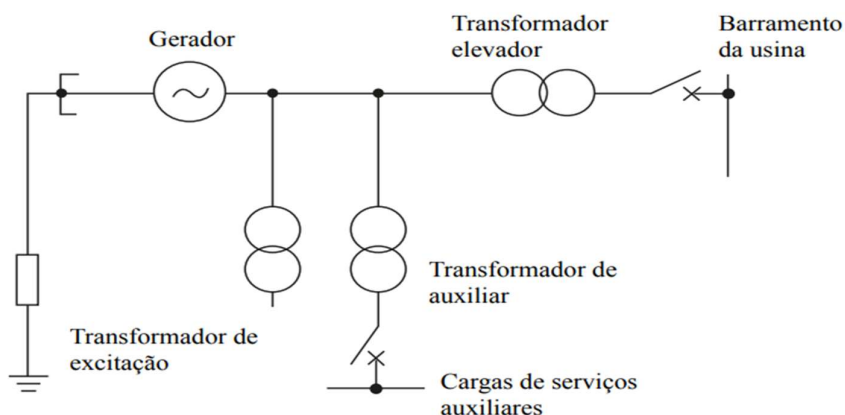 Gerador
Transformador
elevador
Barramento
da usina
Transformador de
auxiliar
Transformador de
excitação
Cargas de serviços
auxiliares